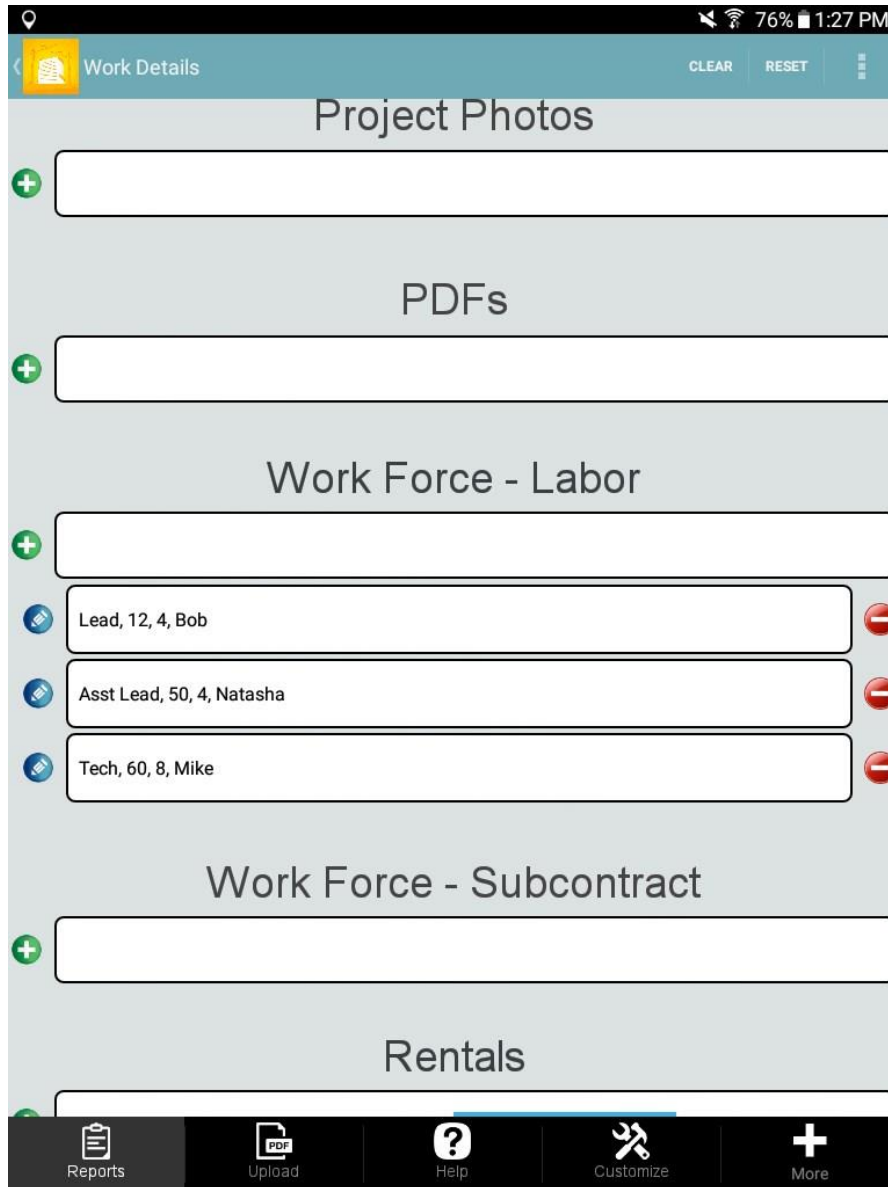 76% 1:27 PM
Work Details CLEAR RESET
Project Photos
PDFs
Work Force - Labor
Lead, 12, 4, Bob
Asst Lead, 50, 4, Natasha
Tech, 60, 8, Mike
Work Force - Subcontract
Rentals
PDF
Reports Upload Help Customize More